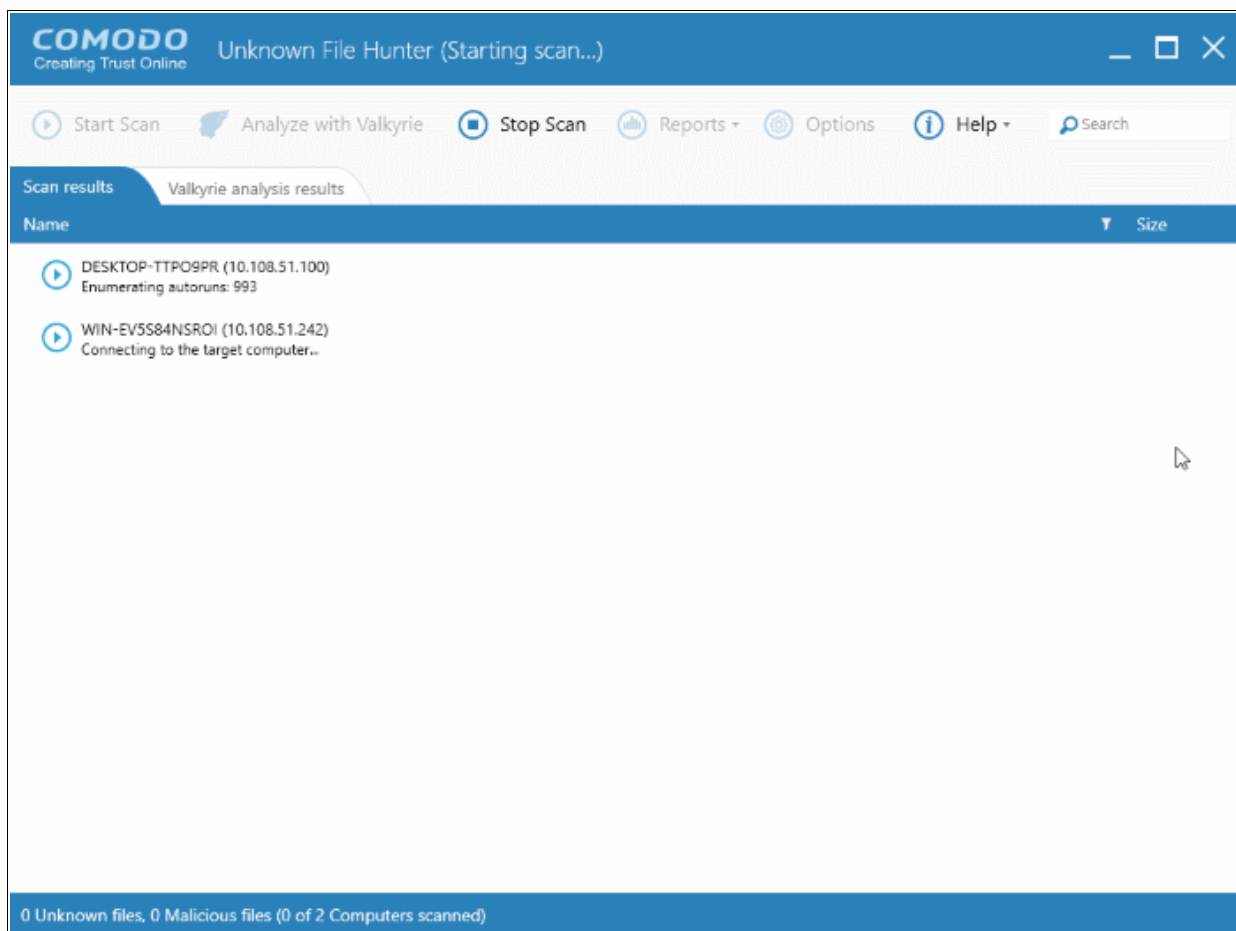 COMODO
Creating Trust Online
Unknown File Hunter (Starting scan...)
Start Scan
Analyze with Valkyrie
Stop Scan
Reports
Options
Help
Search
Scan results
Valkyrie analysis results
Name
Size
DESKTOP-TTPO9PR (10.108.51.100)
Enumerating autoruns: 993
WIN-EV5S84NSROI (10.108.51.242)
Connecting to the target computer...
0 Unknown files, 0 Malicious files (0 of 2 Computers scanned)